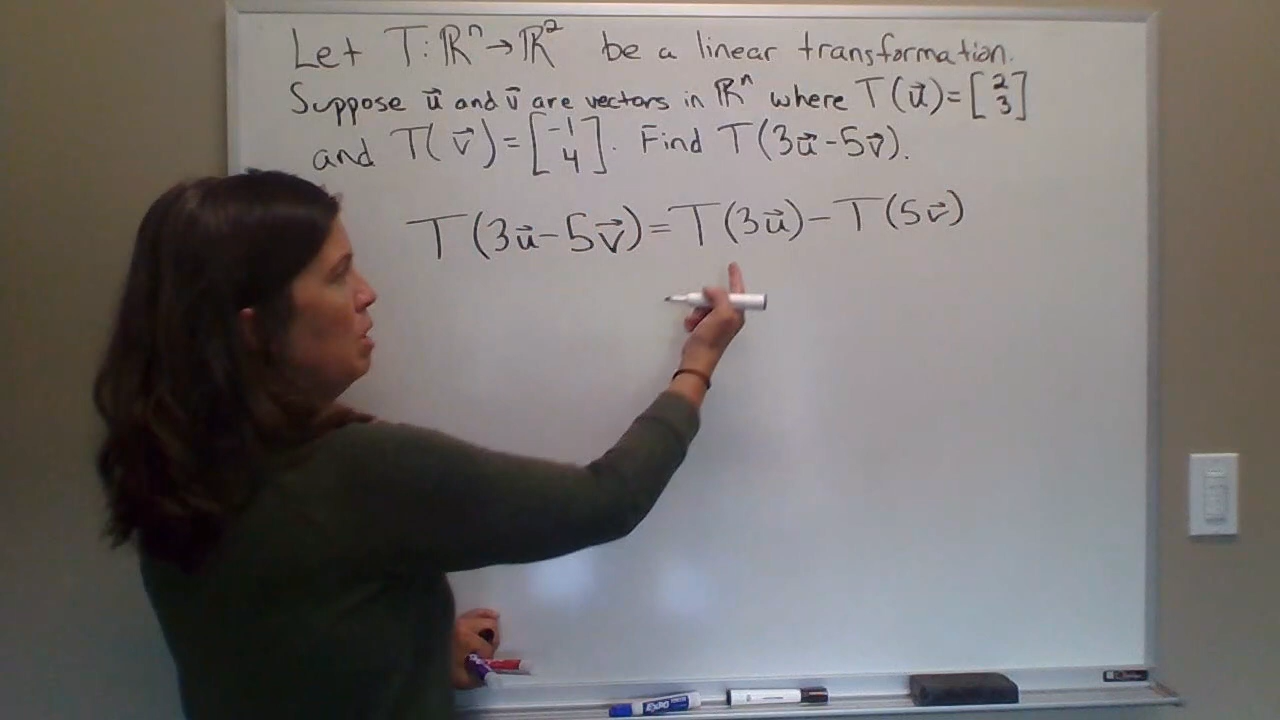 Let T: ℝⁿ → ℝ² be a linear transformation.
Suppose u⃗ and v⃗ are vectors in ℝⁿ where T(u⃗) = [2 3]
and T(v⃗) = [-1 4]. Find T(3u⃗ - 5v⃗).
T(3u⃗ - 5v⃗) = T(3u⃗) - T(5v⃗)
EXPO